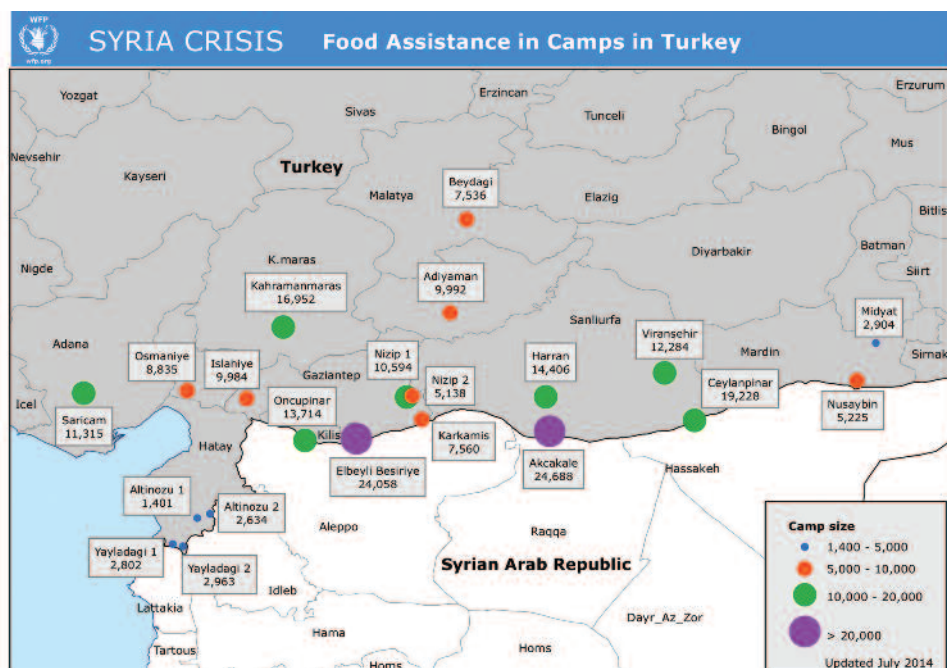 WFP
wfp.org
SYRIA CRISIS
Food Assistance in Camps in Turkey
Yozgat
Sivas
Erzincan
Tunceli
Erzurum
Bingol
Mus
Nevsehir
Kayseri
Turkey
Malatya
Beydagi
7,536
Elazig
Bitlis
Nigde
K.maras
Diyarbakir
Batman
Siirt
Kahramanmaras
16,952
Adiyaman
9,992
Sanliurfa
Midyat
2,904
Adana
Osmaniye
8,835
Islahiye
9,984
Gaziantep
Nizip 1
10,594
Nizip 2
5,138
Harran
14,406
Viransehir
12,284
Mardin
Sirnak
Icel
Saricam
11,315
Oncupinar
13,714
Kilis
Karkamis
7,560
Ceylanpinar
19,228
Nusaybin
5,225
Hatay
Elbeyli Besiriye
24,058
Akcakale
24,688
Hassakeh
Altinozu 1
1,401
Altinozu 2
2,634
Aleppo
Raqqa
Yayladagi 1
2,802
Yayladagi 2
2,963
Idleb
Syrian Arab Republic
Lattakia
Tartous
Hama
Homs
Homs
Dayr_Az_Zor
Camp size
1,400 - 5,000
5,000 - 10,000
10,000 - 20,000
> 20,000
Updated July 2014